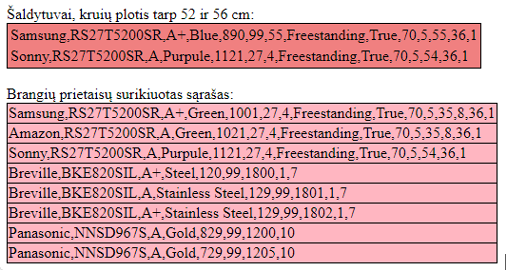 Šaldytuvai, kruių plotis tarp 52 ir 56 cm:
Samsung,RS27T5200SR,A+,Blue,890,99,55,Freestanding,True,70,5,55,36,1
Sonny,RS27T5200SR,A,Purpule,1121,27,4,Freestanding,True,70,5,54,36,1
Brangių prietaisų surikiuotas sąrašas:
Samsung,RS27T5200SR,A+,Green,1001,27,4,Freestanding,True,70,5,35,8,36,1
Amazon,RS27T5200SR,A,Green,1021,27,4,Freestanding,True,70,5,35,8,36,1
Sonny,RS27T5200SR,A,Purpule,1121,27,4,Freestanding,True,70,5,54,36,1
Breville,BKE820SIL,A+,Steel,120,99,1800,1,7
Breville,BKE820SIL,A,Stainless Steel,129,99,1801,1,7
Breville,BKE820SIL,A+,Stainless Steel,129,99,1802,1,7
Panasonic,NNSD967S,A,Gold,829,99,1200,10
Panasonic,NNSD967S,A,Gold,729,99,1205,10